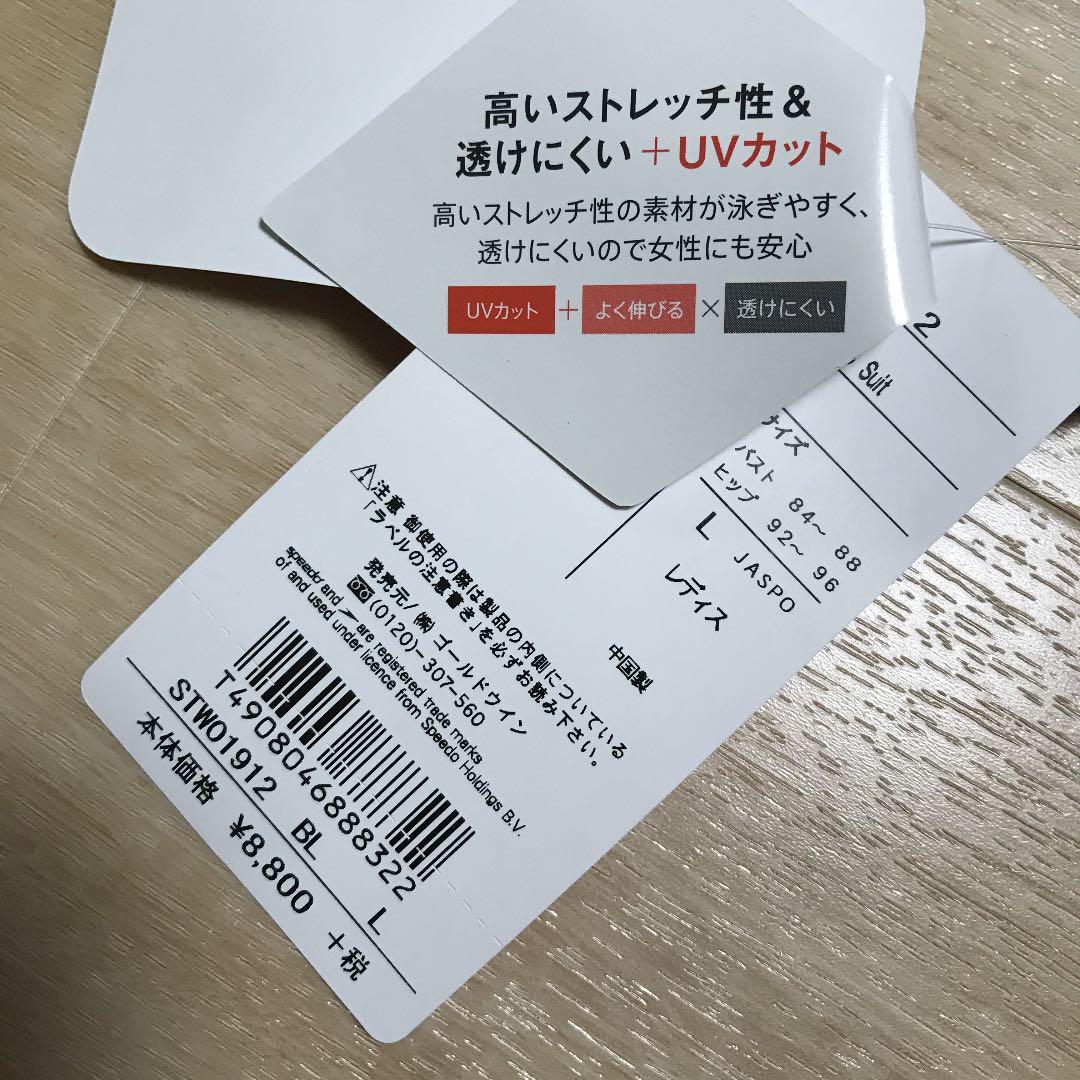 高いストレッチ性&
透けにくい+UVカット
高いストレッチ性の素材が泳ぎやすく、
透けにくいので女性にも安心
UVカット + よく伸びる × 透けにくい
2
Suit
サイズ
バスト 84~ 88
ヒップ 92~ 96
L JASPO
レディス
中国製
⚠注意 御使用の際は製品の内側についている
「ラベルの注意書き」を必ずお読み下さい。
発売元/㈱ ゴールドウイン
(0120)-307-560
speedo and are registered trade marks
of and used under licence from Speedo Holdings B.V.
T4908046888322
STW01912 BL L
本体価格 ¥8,800 +税